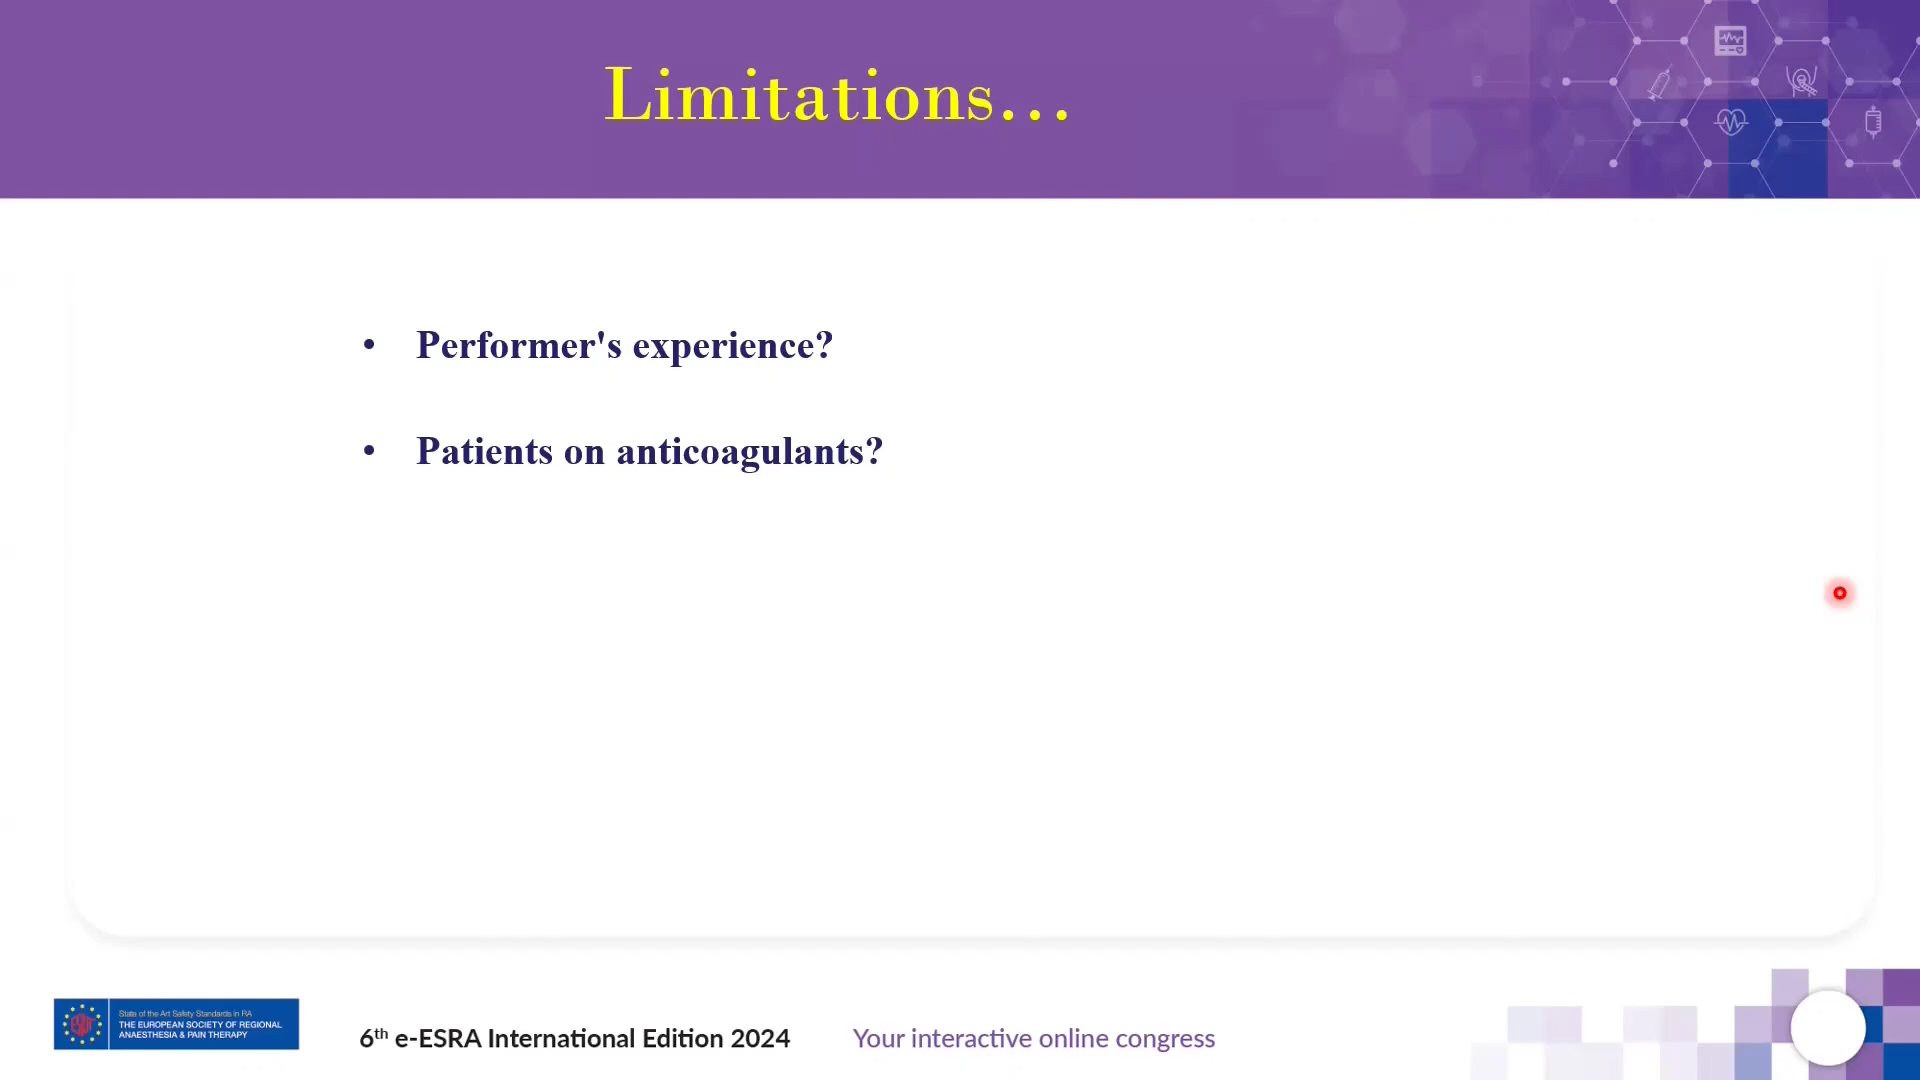 Limitations...
• Performer's experience?
• Patients on anticoagulants?
State of the Art Safety Standards in RA
THE EUROPEAN SOCIETY OF REGIONAL
ANAESTHESIA & PAIN THERAPY
6th e-ESRA International Edition 2024 Your interactive online congress